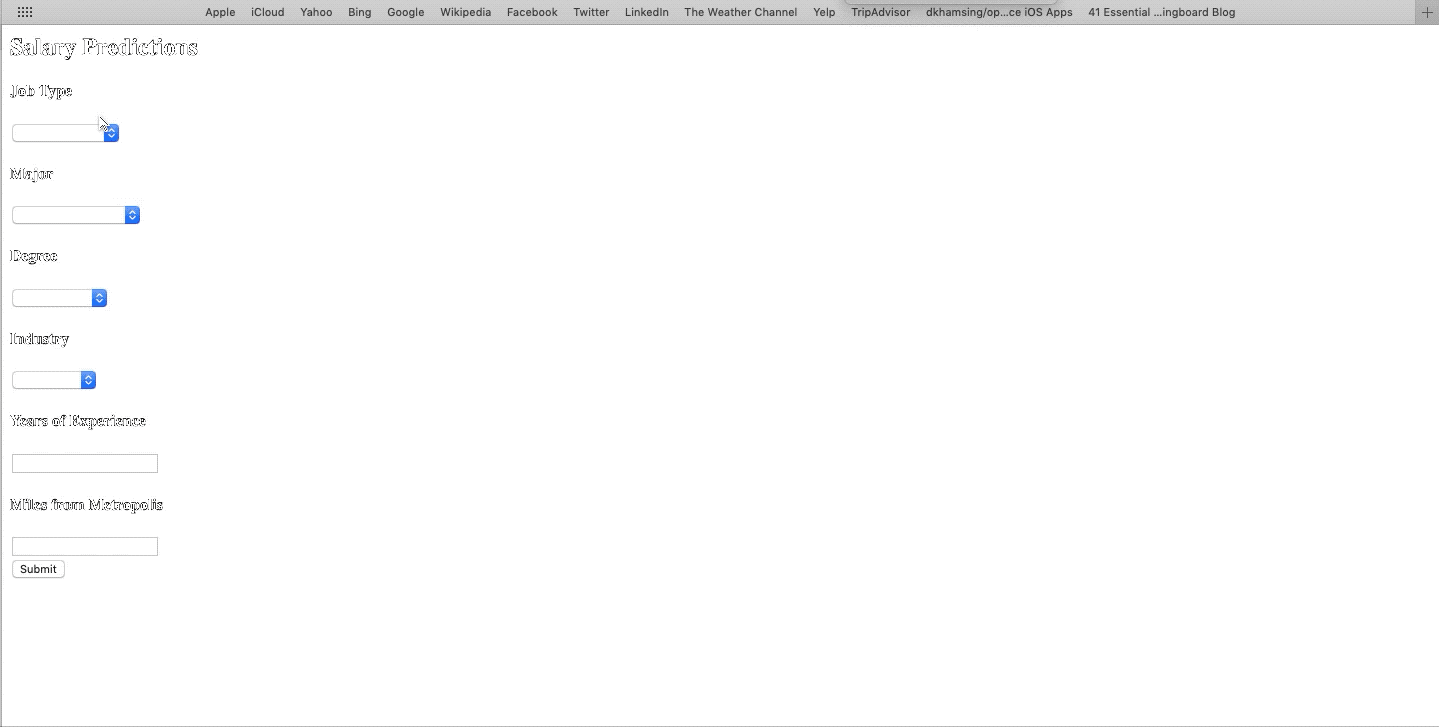 Apple iCloud Yahoo Bing Google Wikipedia Facebook Twitter LinkedIn The Weather Channel Yelp TripAdvisor dkhamsing/op...ce iOS Apps 41 Essential ...ingboard Blog
Salary Predictions
Job Type
Major
Degree
Industry
Years of Experience
Miles from Metropolis
Submit